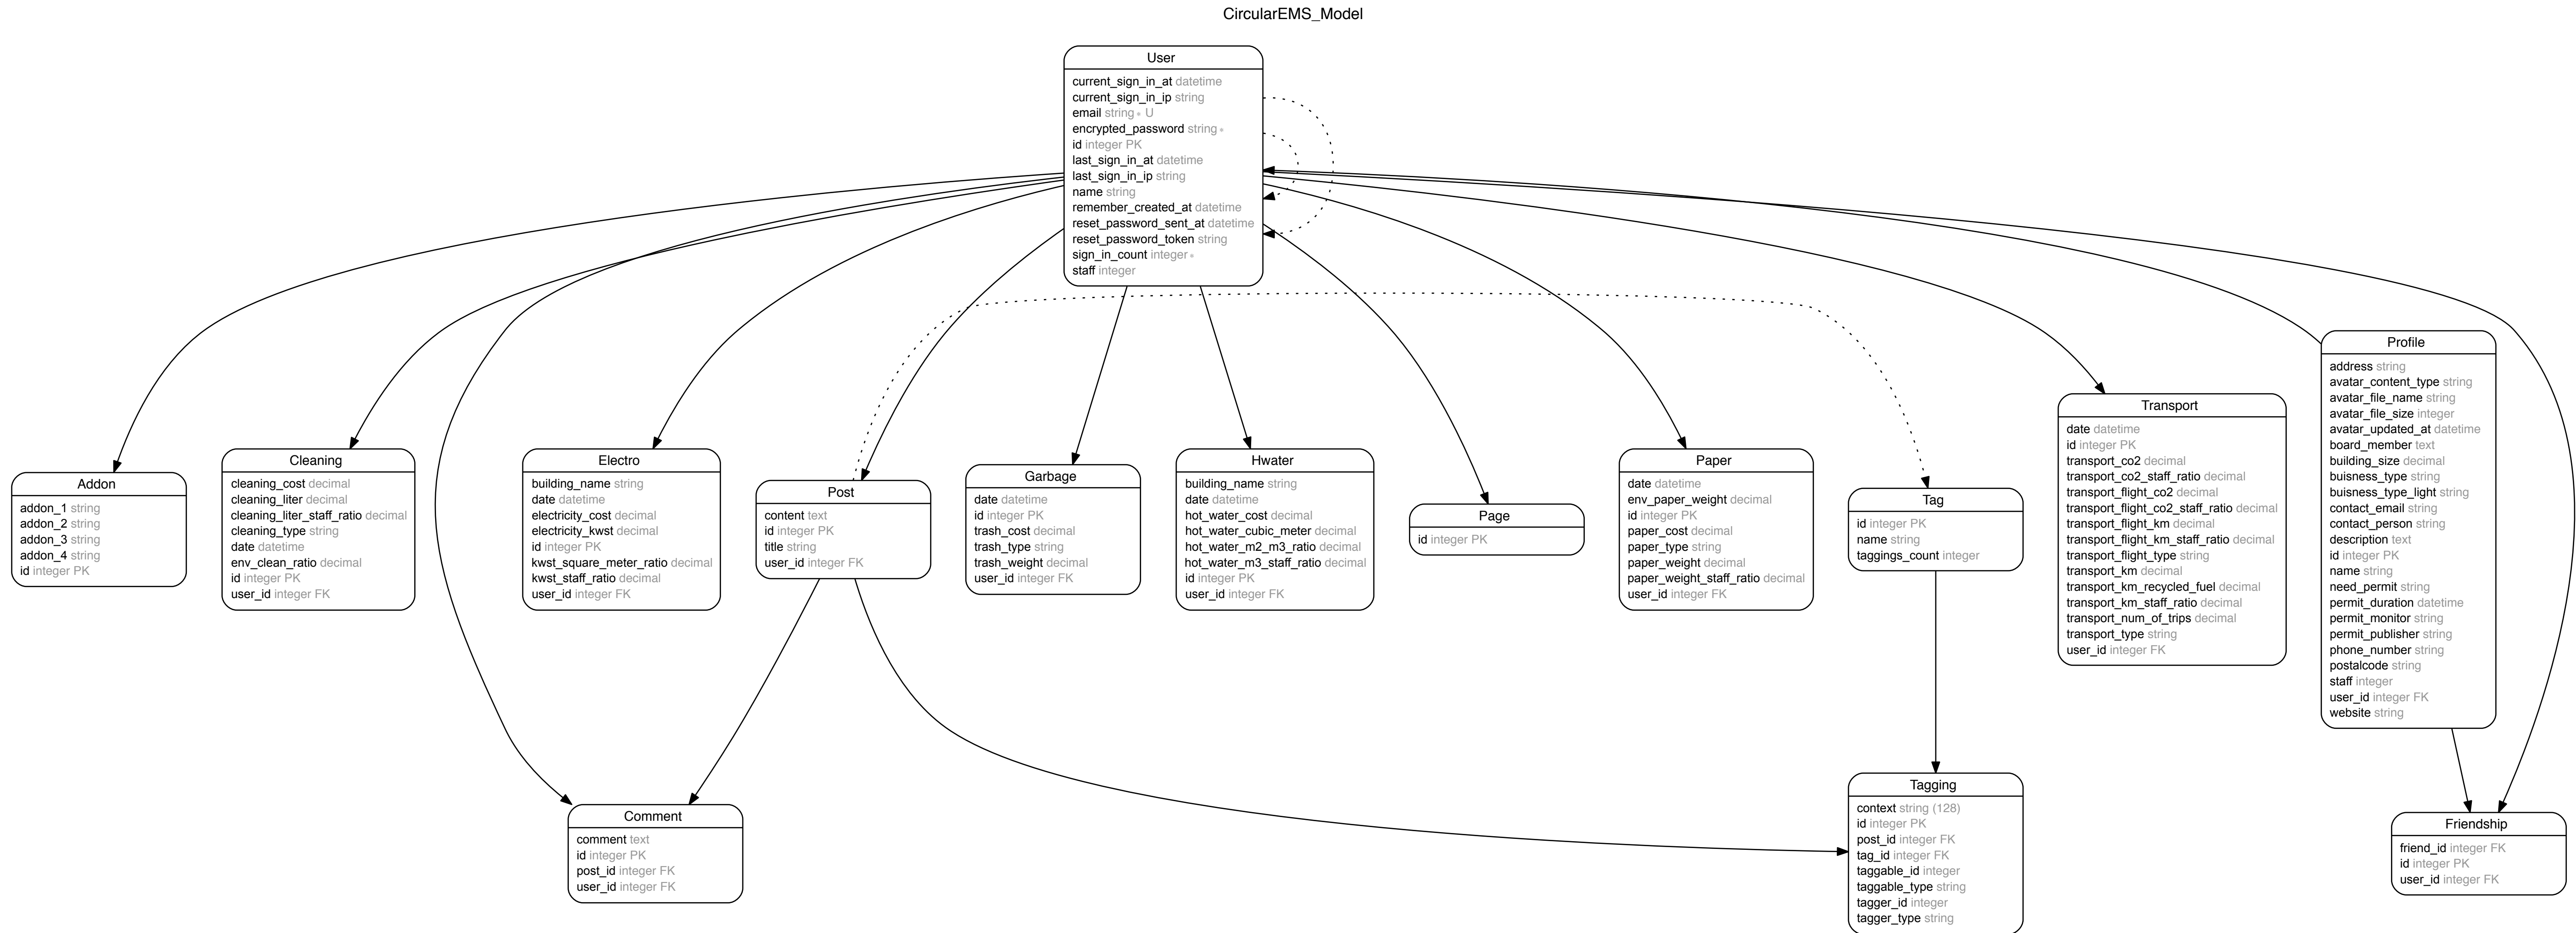 CircularEMS_Model
User
current_sign_in_at datetime
current_sign_in_ip string
email string * U
encrypted_password string *
id integer PK
last_sign_in_at datetime
last_sign_in_ip string
name string
remember_created_at datetime
reset_password_sent_at datetime
reset_password_token string
sign_in_count integer *
staff integer
Addon
addon_1 string
addon_2 string
addon_3 string
addon_4 string
id integer PK
Cleaning
cleaning_cost decimal
cleaning_liter decimal
cleaning_liter_staff_ratio decimal
cleaning_type string
date datetime
env_clean_ratio decimal
id integer PK
user_id integer FK
Electro
building_name string
date datetime
electricity_cost decimal
electricity_kwst decimal
id integer PK
kwst_square_meter_ratio decimal
kwst_staff_ratio decimal
user_id integer FK
Post
content text
id integer PK
title string
user_id integer FK
Garbage
date datetime
id integer PK
trash_cost decimal
trash_type string
trash_weight decimal
user_id integer FK
Hwater
building_name string
date datetime
hot_water_cost decimal
hot_water_cubic_meter decimal
hot_water_m2_m3_ratio decimal
hot_water_m3_staff_ratio decimal
id integer PK
user_id integer FK
Page
id integer PK
Paper
date datetime
env_paper_weight decimal
id integer PK
paper_cost decimal
paper_type string
paper_weight decimal
paper_weight_staff_ratio decimal
user_id integer FK
Tag
id integer PK
name string
taggings_count integer
Transport
date datetime
id integer PK
transport_co2 decimal
transport_co2_staff_ratio decimal
transport_flight_co2 decimal
transport_flight_co2_staff_ratio decimal
transport_flight_km decimal
transport_flight_km_staff_ratio decimal
transport_flight_type string
transport_km decimal
transport_km_recycled_fuel decimal
transport_km_staff_ratio decimal
transport_num_of_trips decimal
transport_type string
user_id integer FK
Profile
address string
avatar_content_type string
avatar_file_name string
avatar_file_size integer
avatar_updated_at datetime
board_member text
building_size decimal
buisness_type string
buisness_type_light string
contact_email string
contact_person string
description text
id integer PK
name string
need_permit string
permit_duration datetime
permit_monitor string
permit_publisher string
phone_number string
postalcode string
staff integer
user_id integer FK
website string
Comment
comment text
id integer PK
post_id integer FK
user_id integer FK
Tagging
context string (128)
id integer PK
post_id integer FK
tag_id integer FK
taggable_id integer
taggable_type string
tagger_id integer
tagger_type string
Friendship
friend_id integer FK
id integer PK
user_id integer FK